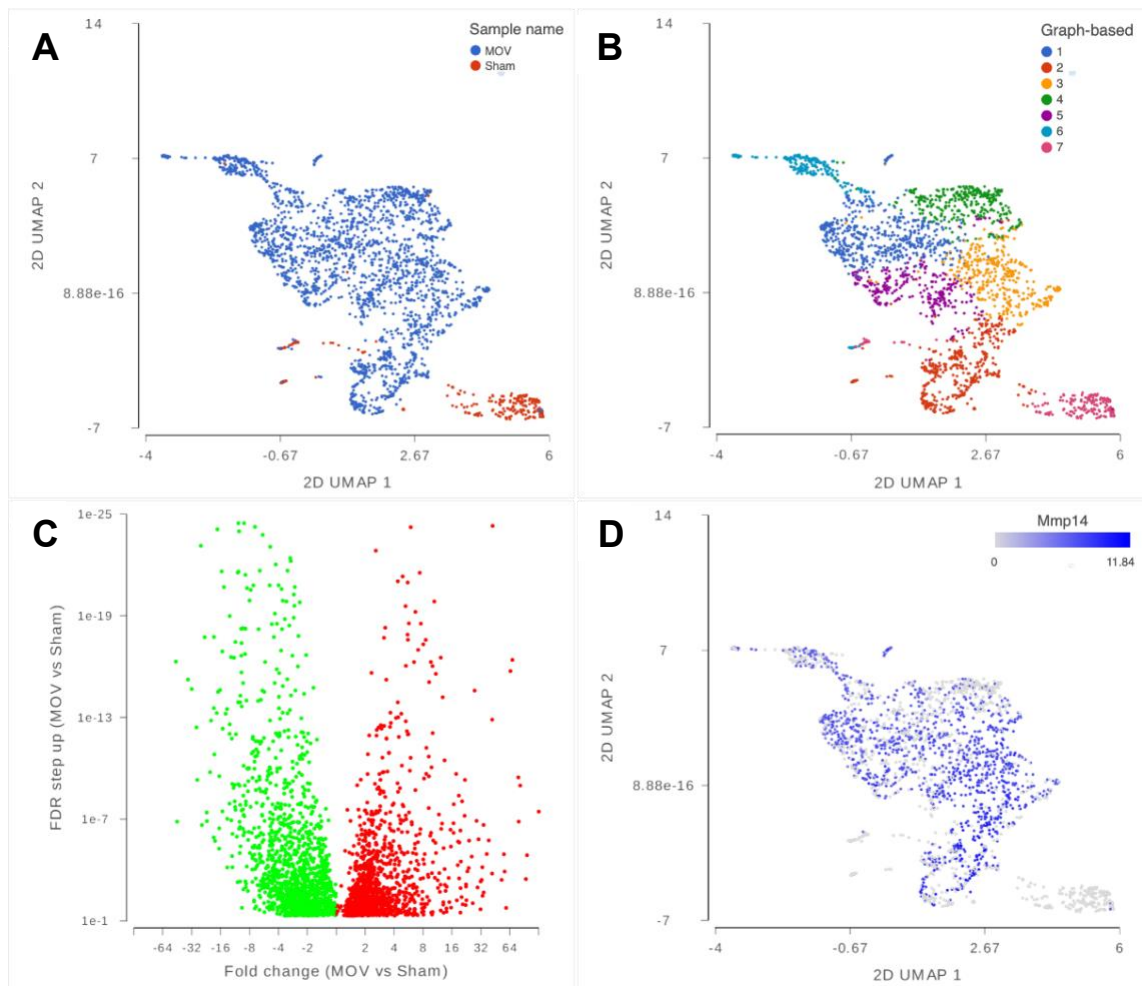 A
Sample name
MOV
Sham
14
7
8.88e-16
-7
2D UMAP 2
-4
-0.67
2.67
6
2D UMAP 1
B
Graph-based
1
2
3
4
5
6
7
14
7
8.88e-16
-7
2D UMAP 2
-4
-0.67
2.67
6
2D UMAP 1
C
1e-25
1e-19
1e-13
1e-7
1e-1
FDR step up (MOV vs Sham)
-64 -32 -16 -8 -4 -2 2 4 8 16 32 64
Fold change (MOV vs Sham)
D
Mmp14
0 11.84
14
7
8.88e-16
-7
2D UMAP 2
-4
-0.67
2.67
6
2D UMAP 1